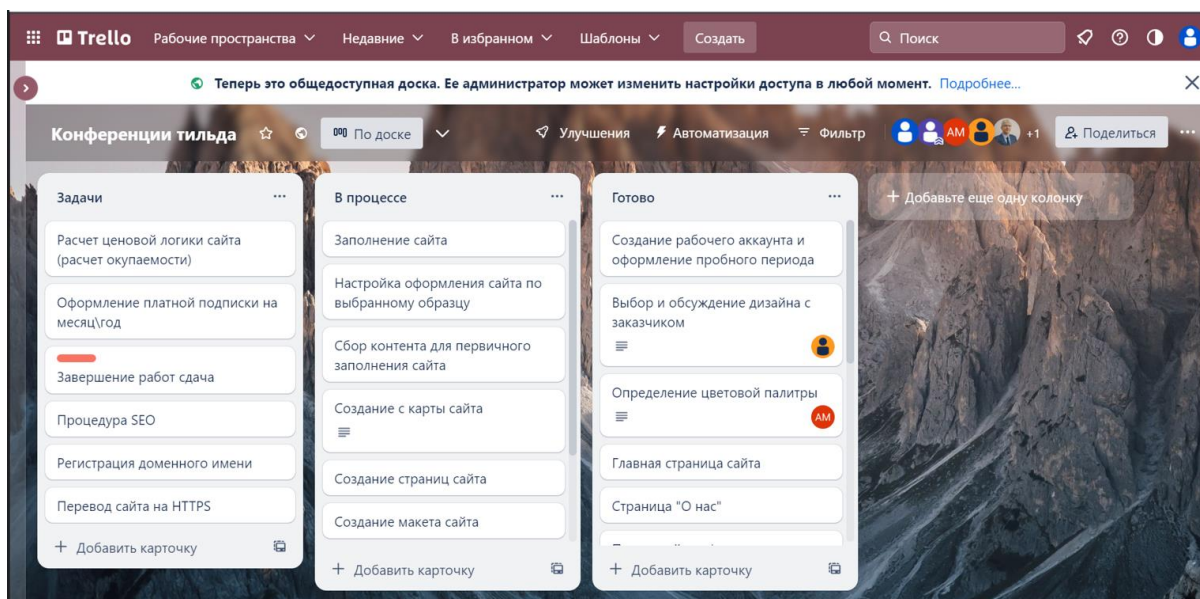 Trello Рабочие пространства Недавние В избранном Шаблоны Создать Поиск
Теперь это общедоступная доска. Ее администратор может изменить настройки доступа в любой момент. Подробнее...
Конференции тильда По доске Улучшения Автоматизация Фильтр АМ +1 Поделиться
Задачи
Расчет ценовой логики сайта
(расчет окупаемости)
Оформление платной подписки на
месяц\год
Завершение работ сдача
Процедура SEO
Регистрация доменного имени
Перевод сайта на HTTPS
Добавить карточку
В процессе
Заполнение сайта
Настройка оформления сайта по
выбранному образцу
Сбор контента для первичного
заполнения сайта
Создание с карты сайта
Создание страниц сайта
Создание макета сайта
Добавить карточку
Готово
Создание рабочего аккаунта и
оформление пробного периода
Выбор и обсуждение дизайна с
заказчиком
Определение цветовой палитры
АМ
Главная страница сайта
Страница "О нас"
Добавить карточку
Добавьте еще одну колонку